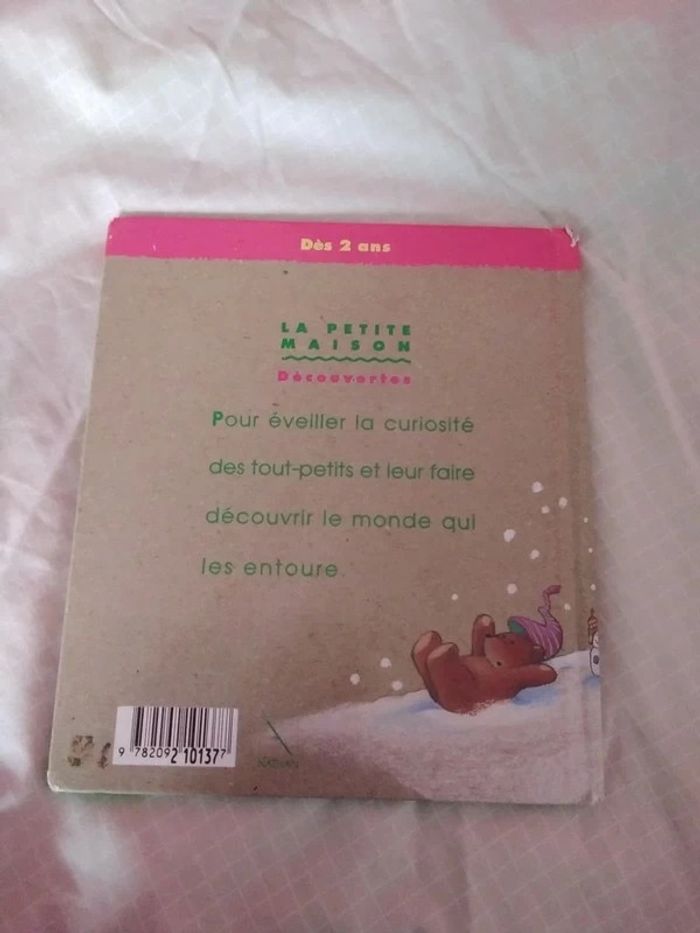 Dès 2 ans
LA PETITE
MAISON
Découvertes
Pour éveiller la curiosité
des tout-petits et leur faire
découvrir le monde qui
les entoure.
9 782092 101377
NATHAN